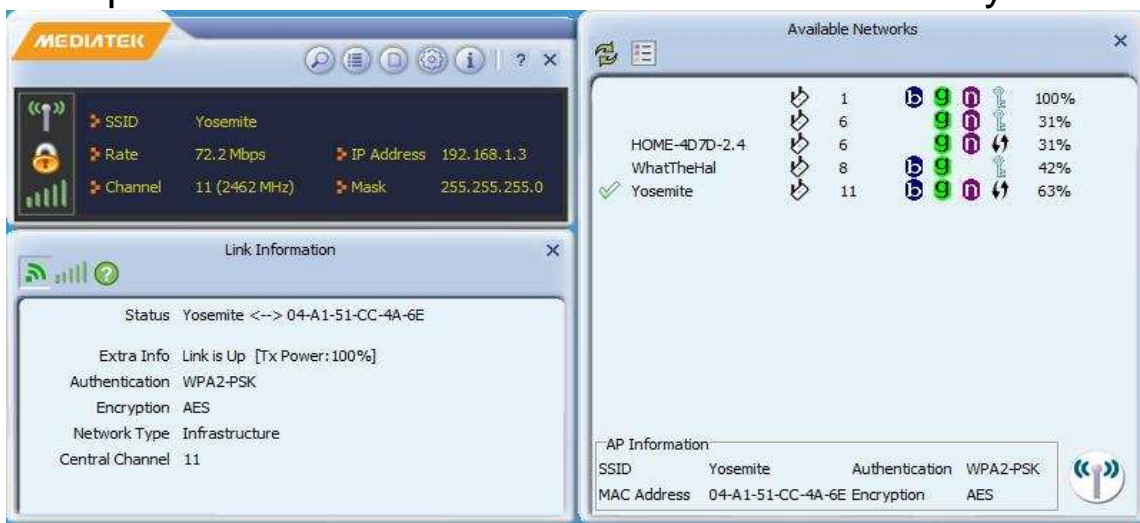 MEDIATEK
? ×
SSID Yosemite
Rate 72.2 Mbps IP Address 192.168.1.3
Channel 11 (2462 MHz) Mask 255.255.255.0
Link Information ×
?
Status Yosemite <--> 04-A1-51-CC-4A-6E
Extra Info Link is Up [Tx Power:100%]
Authentication WPA2-PSK
Encryption AES
Network Type Infrastructure
Central Channel 11
Available Networks ×
1 b g n 100%
6 g n 31%
HOME-4D7D-2.4 6 g n 31%
WhatTheHal 8 b g 42%
Yosemite 11 b g n 63%
AP Information
SSID Yosemite Authentication WPA2-PSK
MAC Address 04-A1-51-CC-4A-6E Encryption AES